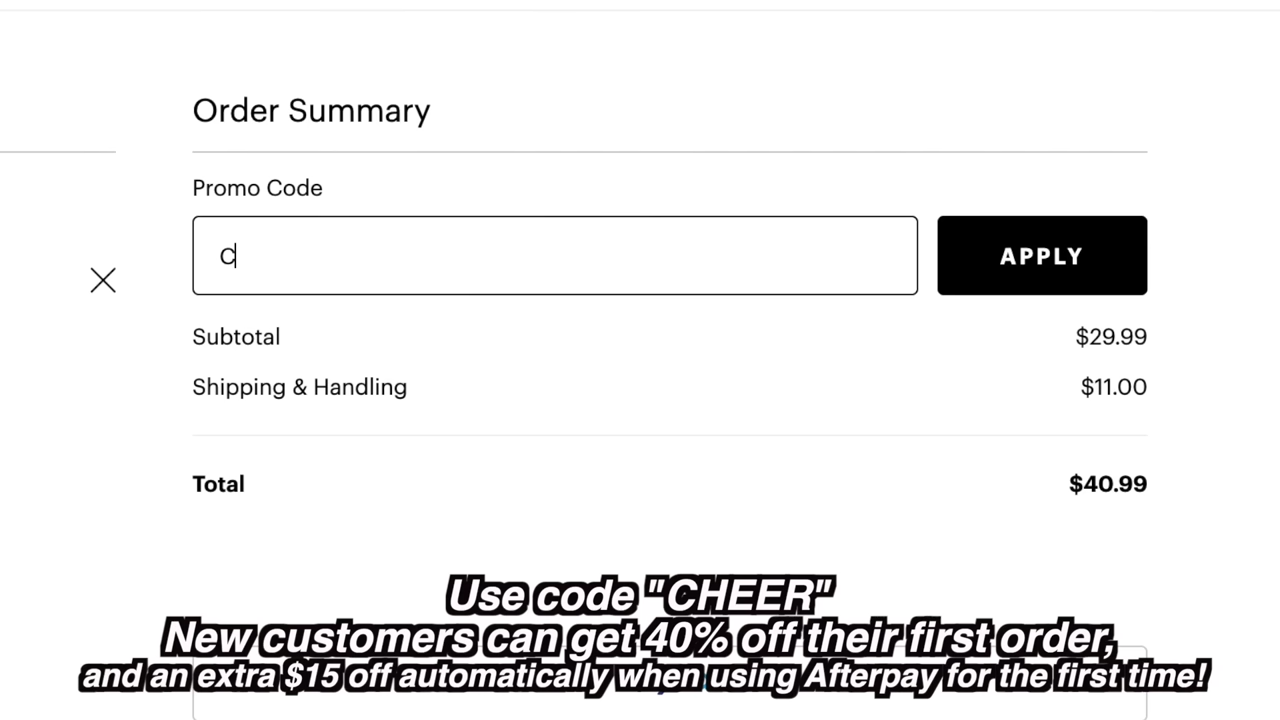 Order Summary
Promo Code
C
APPLY
Subtotal $29.99
Shipping & Handling $11.00
Total $40.99
Use code "CHEER"
New customers can get 40% off their first order,
and an extra $15 off automatically when using Afterpay for the first time!